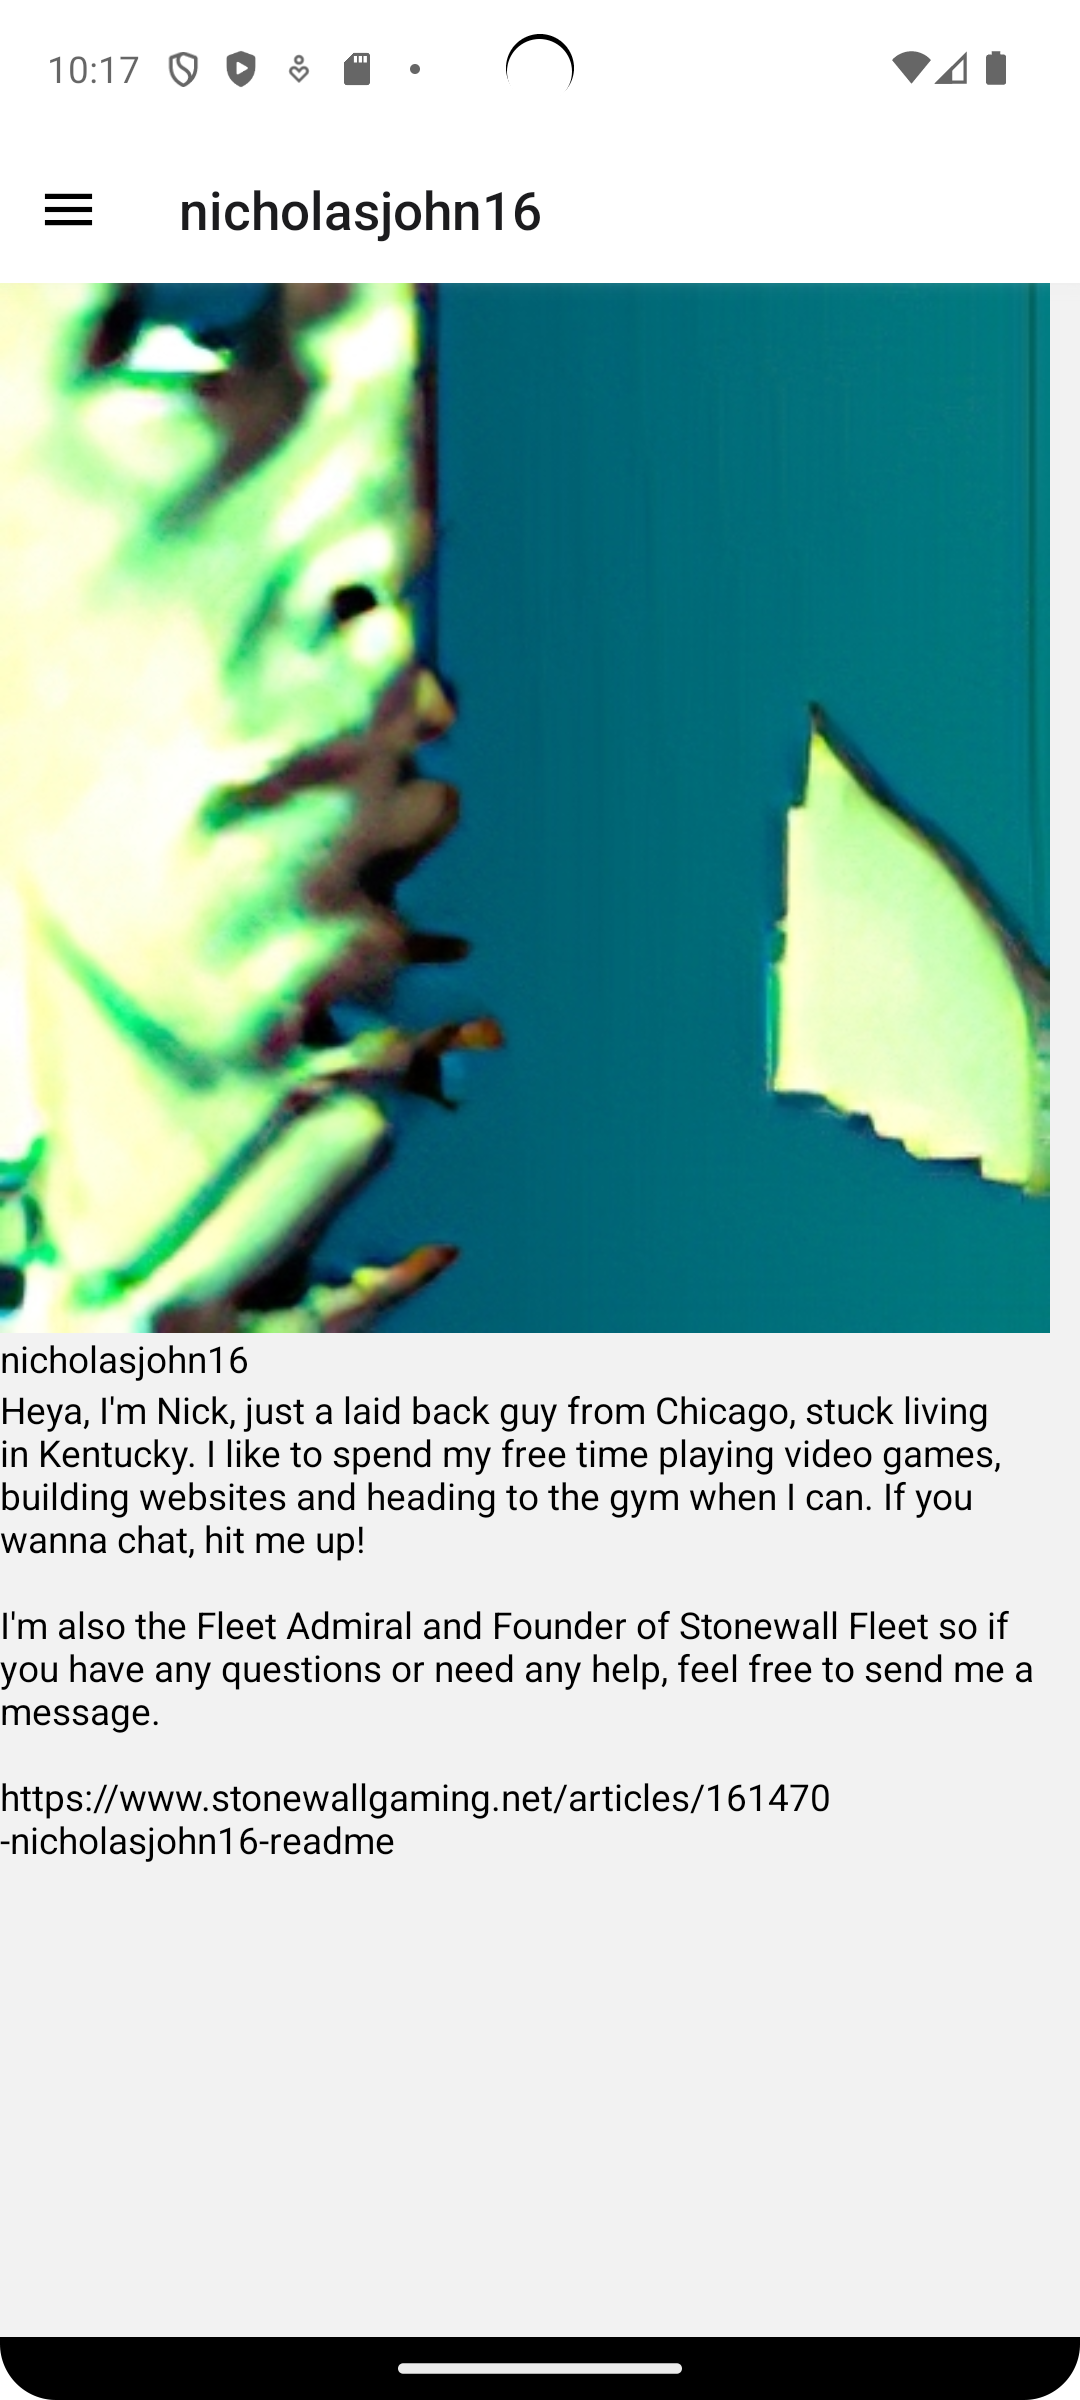 10:17
nicholasjohn16
nicholasjohn16
Heya, I'm Nick, just a laid back guy from Chicago, stuck living
in Kentucky. I like to spend my free time playing video games,
building websites and heading to the gym when I can. If you
wanna chat, hit me up!
I'm also the Fleet Admiral and Founder of Stonewall Fleet so if
you have any questions or need any help, feel free to send me a
message.
https://www.stonewallgaming.net/articles/161470
-nicholasjohn16-readme